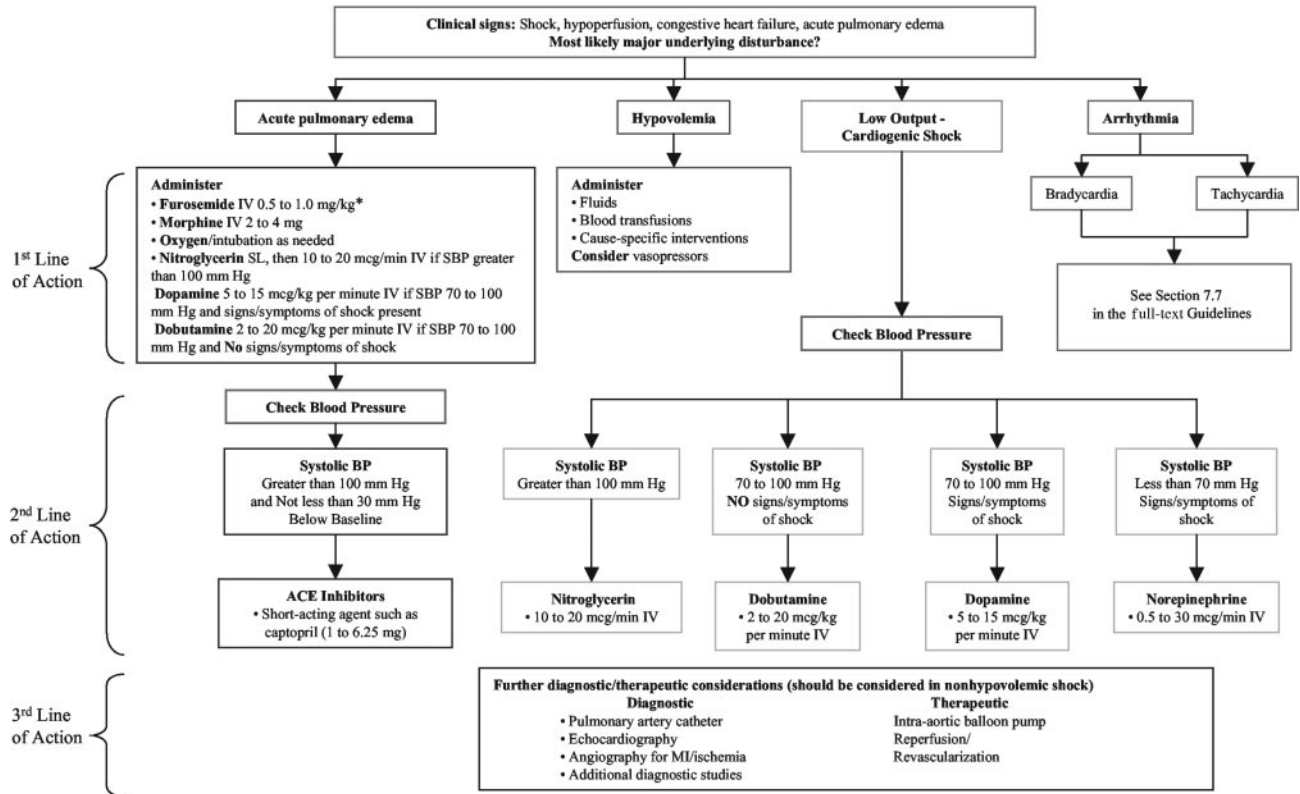 Clinical signs: Shock, hypoperfusion, congestive heart failure, acute pulmonary edema
Most likely major underlying disturbance?
Acute pulmonary edema
Hypovolemia
Low Output -
Cardiogenic Shock
Arrhythmia
Bradycardia
Tachycardia
See Section 7.7
in the full-text Guidelines
1st Line
of Action
Administer
• Furosemide IV 0.5 to 1.0 mg/kg*
• Morphine IV 2 to 4 mg
• Oxygen/intubation as needed
• Nitroglycerin SL, then 10 to 20 mcg/min IV if SBP greater
than 100 mm Hg
Dopamine 5 to 15 mcg/kg per minute IV if SBP 70 to 100
mm Hg and signs/symptoms of shock present
Dobutamine 2 to 20 mcg/kg per minute IV if SBP 70 to 100
mm Hg and No signs/symptoms of shock
Administer
• Fluids
• Blood transfusions
• Cause-specific interventions
Consider vasopressors
Check Blood Pressure
2nd Line
of Action
Check Blood Pressure
Systolic BP
Greater than 100 mm Hg
and Not less than 30 mm Hg
Below Baseline
ACE Inhibitors
• Short-acting agent such as
captopril (1 to 6.25 mg)
Systolic BP
Greater than 100 mm Hg
Systolic BP
70 to 100 mm Hg
NO signs/symptoms
of shock
Systolic BP
70 to 100 mm Hg
Signs/symptoms
of shock
Systolic BP
Less than 70 mm Hg
Signs/symptoms of
shock
Nitroglycerin
• 10 to 20 mcg/min IV
Dobutamine
• 2 to 20 mcg/kg
per minute IV
Dopamine
• 5 to 15 mcg/kg
per minute IV
Norepinephrine
• 0.5 to 30 mcg/min IV
3rd Line
of Action
Further diagnostic/therapeutic considerations (should be considered in nonhypovolemic shock)
Diagnostic
• Pulmonary artery catheter
• Echocardiography
• Angiography for MI/ischemia
• Additional diagnostic studies
Therapeutic
Intra-aortic balloon pump
Reperfusion/
Revascularization